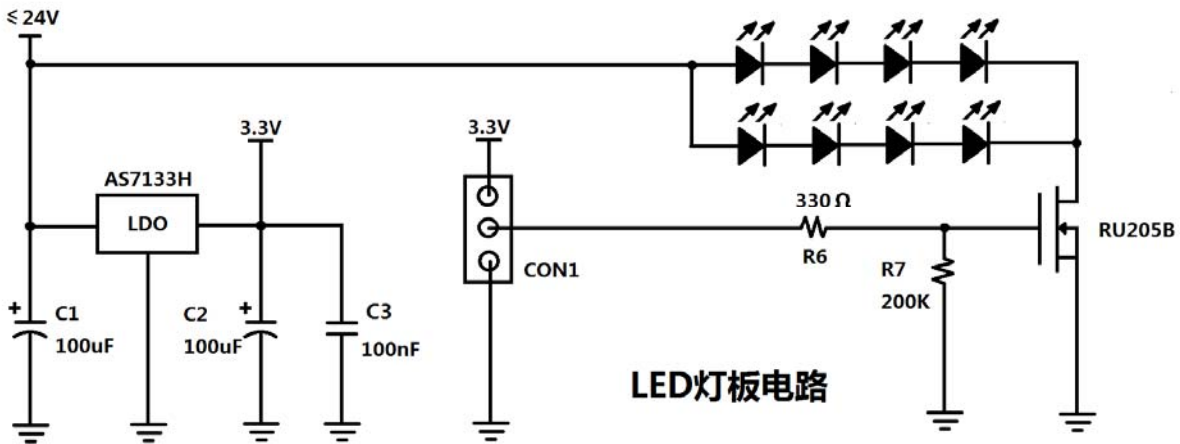 ≤ 24V
3.3V
3.3V
AS7133H
LDO
330 Ω
R6
RU205B
CON1
R7
200K
+ C1
100uF
C2 +
100uF
C3
100nF
LED灯板电路